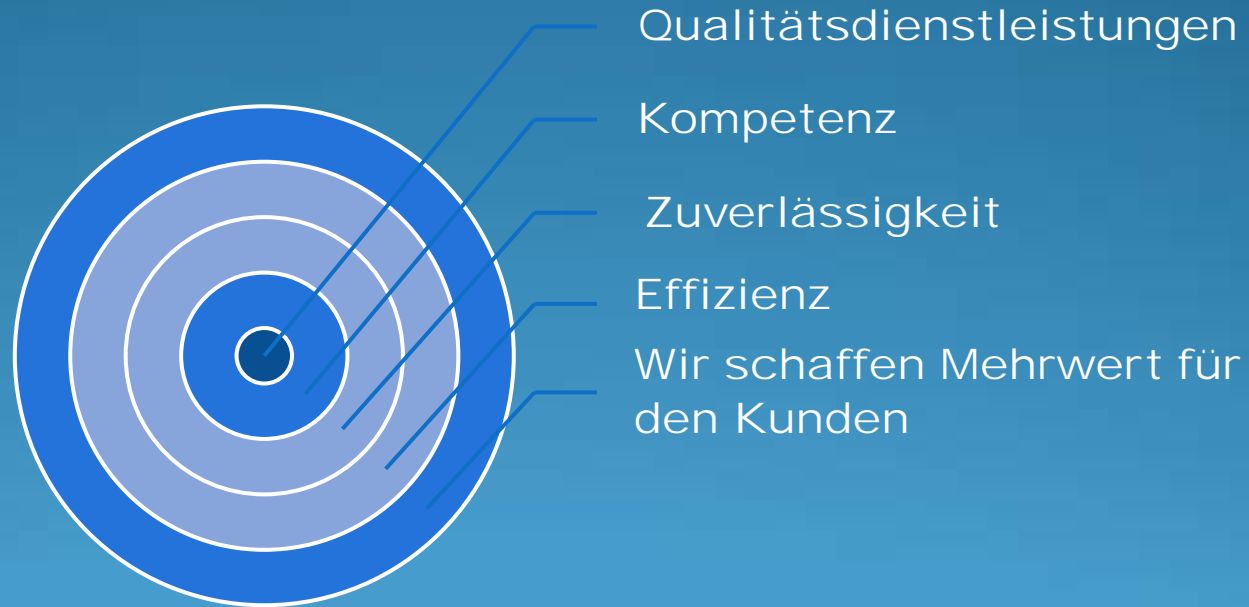 Qualitätsdienstleistungen
Kompetenz
Zuverlässigkeit
Effizienz
Wir schaffen Mehrwert für
den Kunden